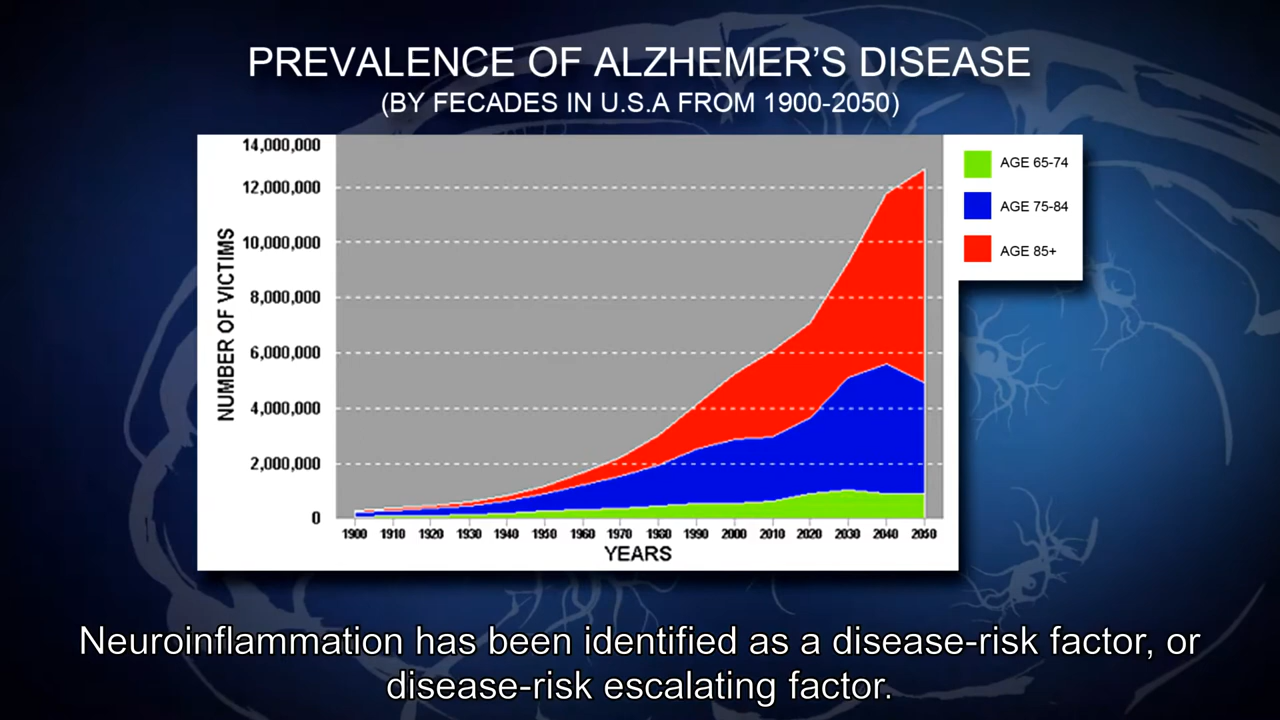 PREVALENCE OF ALZHEMER'S DISEASE
(BY FECADES IN U.S.A FROM 1900-2050)
14,000,000
12,000,000
10,000,000
8,000,000
6,000,000
4,000,000
2,000,000
0
NUMBER OF VICTIMS
1900 1910 1920 1930 1940 1950 1960 1970 1980 1990 2000 2010 2020 2030 2040 2050
YEARS
AGE 65-74
AGE 75-84
AGE 85+
Neuroinflammation has been identified as a disease-risk factor, or
disease-risk escalating factor.